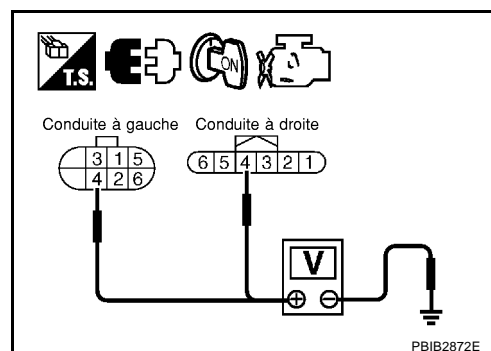 T.S.
ON
Conduite à gauche
Conduite à droite
3 1 5
4 2 6
6 5 4 3 2 1
V
+ −
PBIB2872E